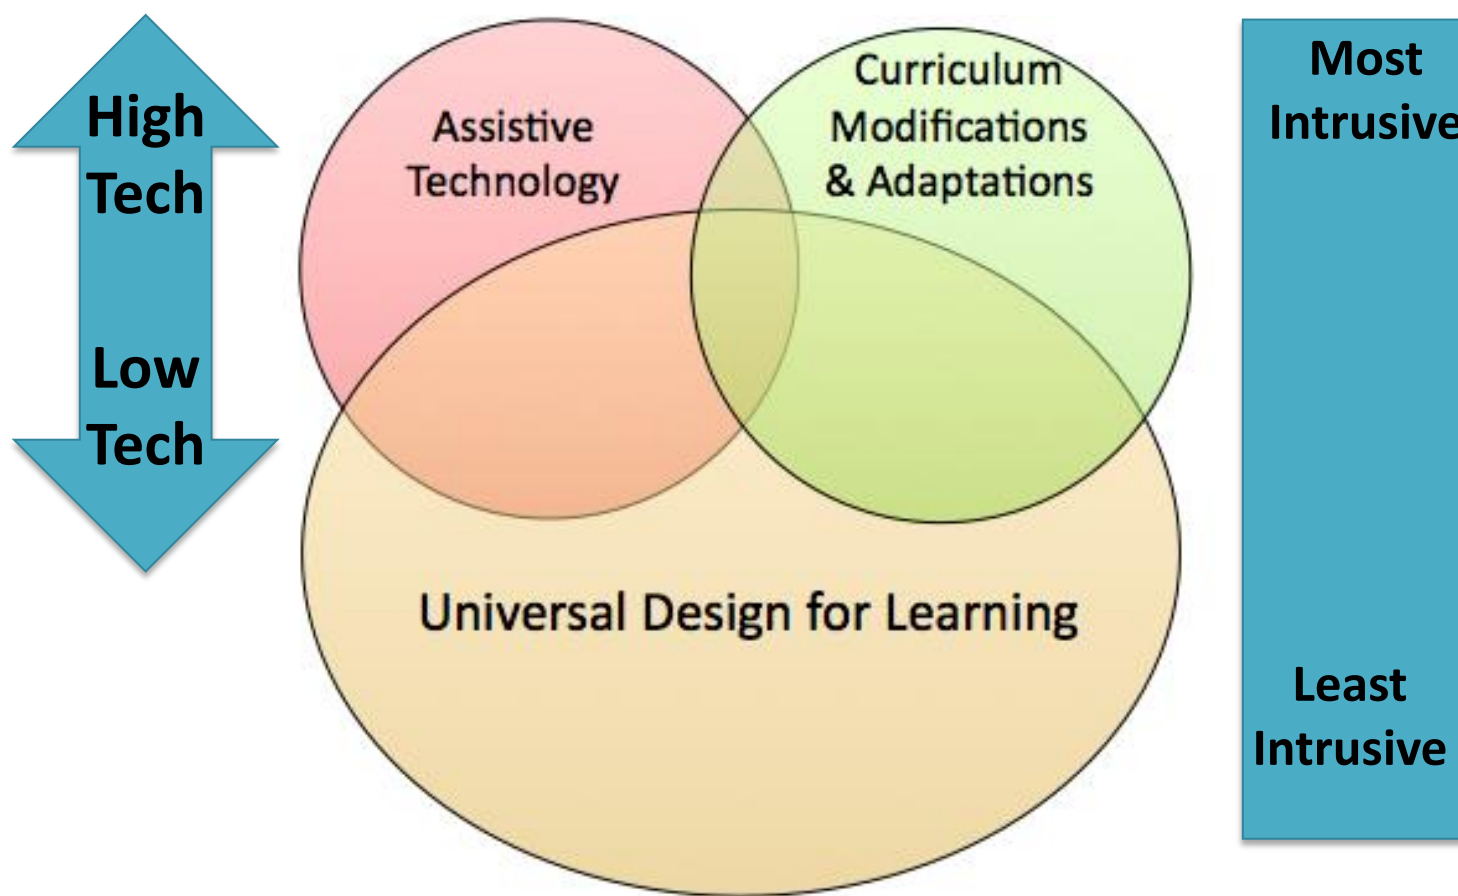 High
Tech
Low
Tech
Assistive
Technology
Curriculum
Modifications
& Adaptations
Universal Design for Learning
Most
Intrusive
Least
Intrusive